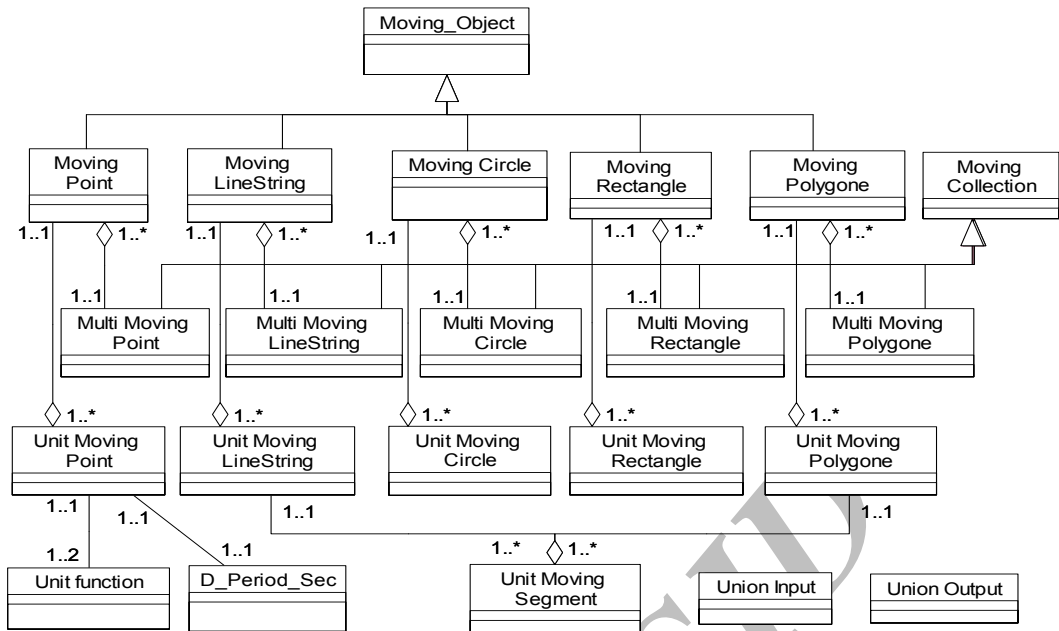 Moving_Object
Moving
Point
Moving
LineString
Moving Circle
Moving
Rectangle
Moving
Polygone
Moving
Collection
1..1
1..*
1..1
1..*
1..1
1..*
1..1
1..*
1..1
1..*
1..1
1..1
1..1
1..1
1..1
Multi Moving
Point
Multi Moving
LineString
Multi Moving
Circle
Multi Moving
Rectangle
Multi Moving
Polygone
1..*
1..*
1..*
1..*
1..*
Unit Moving
Point
Unit Moving
LineString
Unit Moving
Circle
Unit Moving
Rectangle
Unit Moving
Polygone
1..1
1..1
1..1
1..1
1..2
1..1
1..*
1..*
Unit function
D_Period_Sec
Unit Moving
Segment
Union Input
Union Output